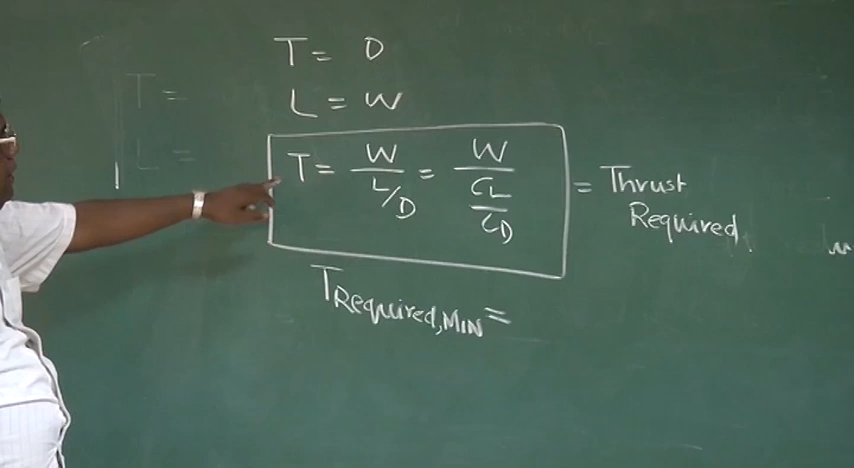 T = D
L = W
T =
L =
T = W / L/D = W / CL/CD = Thrust
Required.
TRequired,MIN =